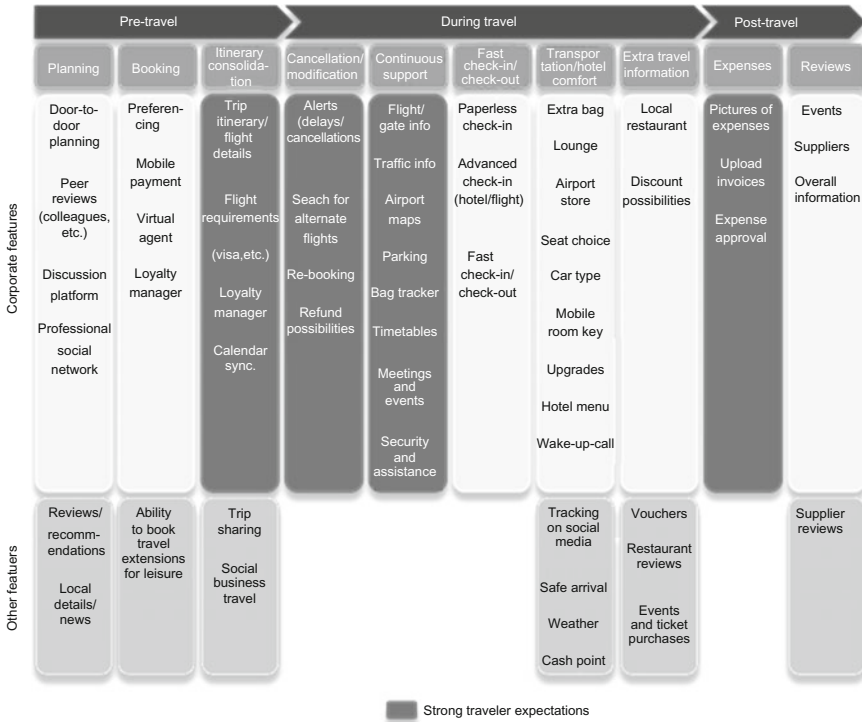 Pre-travel
During travel
Post-travel
Planning
Booking
Itinerary
consolida-
tion
Cancellation/
modification
Continuous
support
Fast
check-in/
check-out
Transpor
tation/hotel
comfort
Extra travel
information
Expenses
Reviews
Corporate features
Door-to-
door
planning
Peer
reviews
(colleagues,
etc.)
Discussion
platform
Professional
social
network
Preferen-
cing
Mobile
payment
Virtual
agent
Loyalty
manager
Trip
itinerary/
flight
details
Flight
requirements
(visa,etc.)
Loyalty
manager
Calendar
sync.
Alerts
(delays/
cancellations
Seach for
alternate
flights
Re-booking
Refund
possibilities
Flight/
gate info
Traffic info
Airport
maps
Parking
Bag tracker
Timetables
Meetings
and
events
Security
and
assistance
Paperless
check-in
Advanced
check-in
(hotel/flight)
Fast
check-in/
check-out
Extra bag
Lounge
Airport
store
Seat choice
Car type
Mobile
room key
Upgrades
Hotel menu
Wake-up-call
Local
restaurant
Discount
possibilities
Pictures of
expenses
Upload
invoices
Expense
approval
Events
Suppliers
Overall
information
Other featuers
Reviews/
recomm-
endations
Local
details/
news
Ability
to book
travel
extensions
for leisure
Trip
sharing
Social
business
travel
Tracking
on social
media
Safe arrival
Weather
Cash point
Vouchers
Restaurant
reviews
Events
and ticket
purchases
Supplier
reviews
Strong traveler expectations